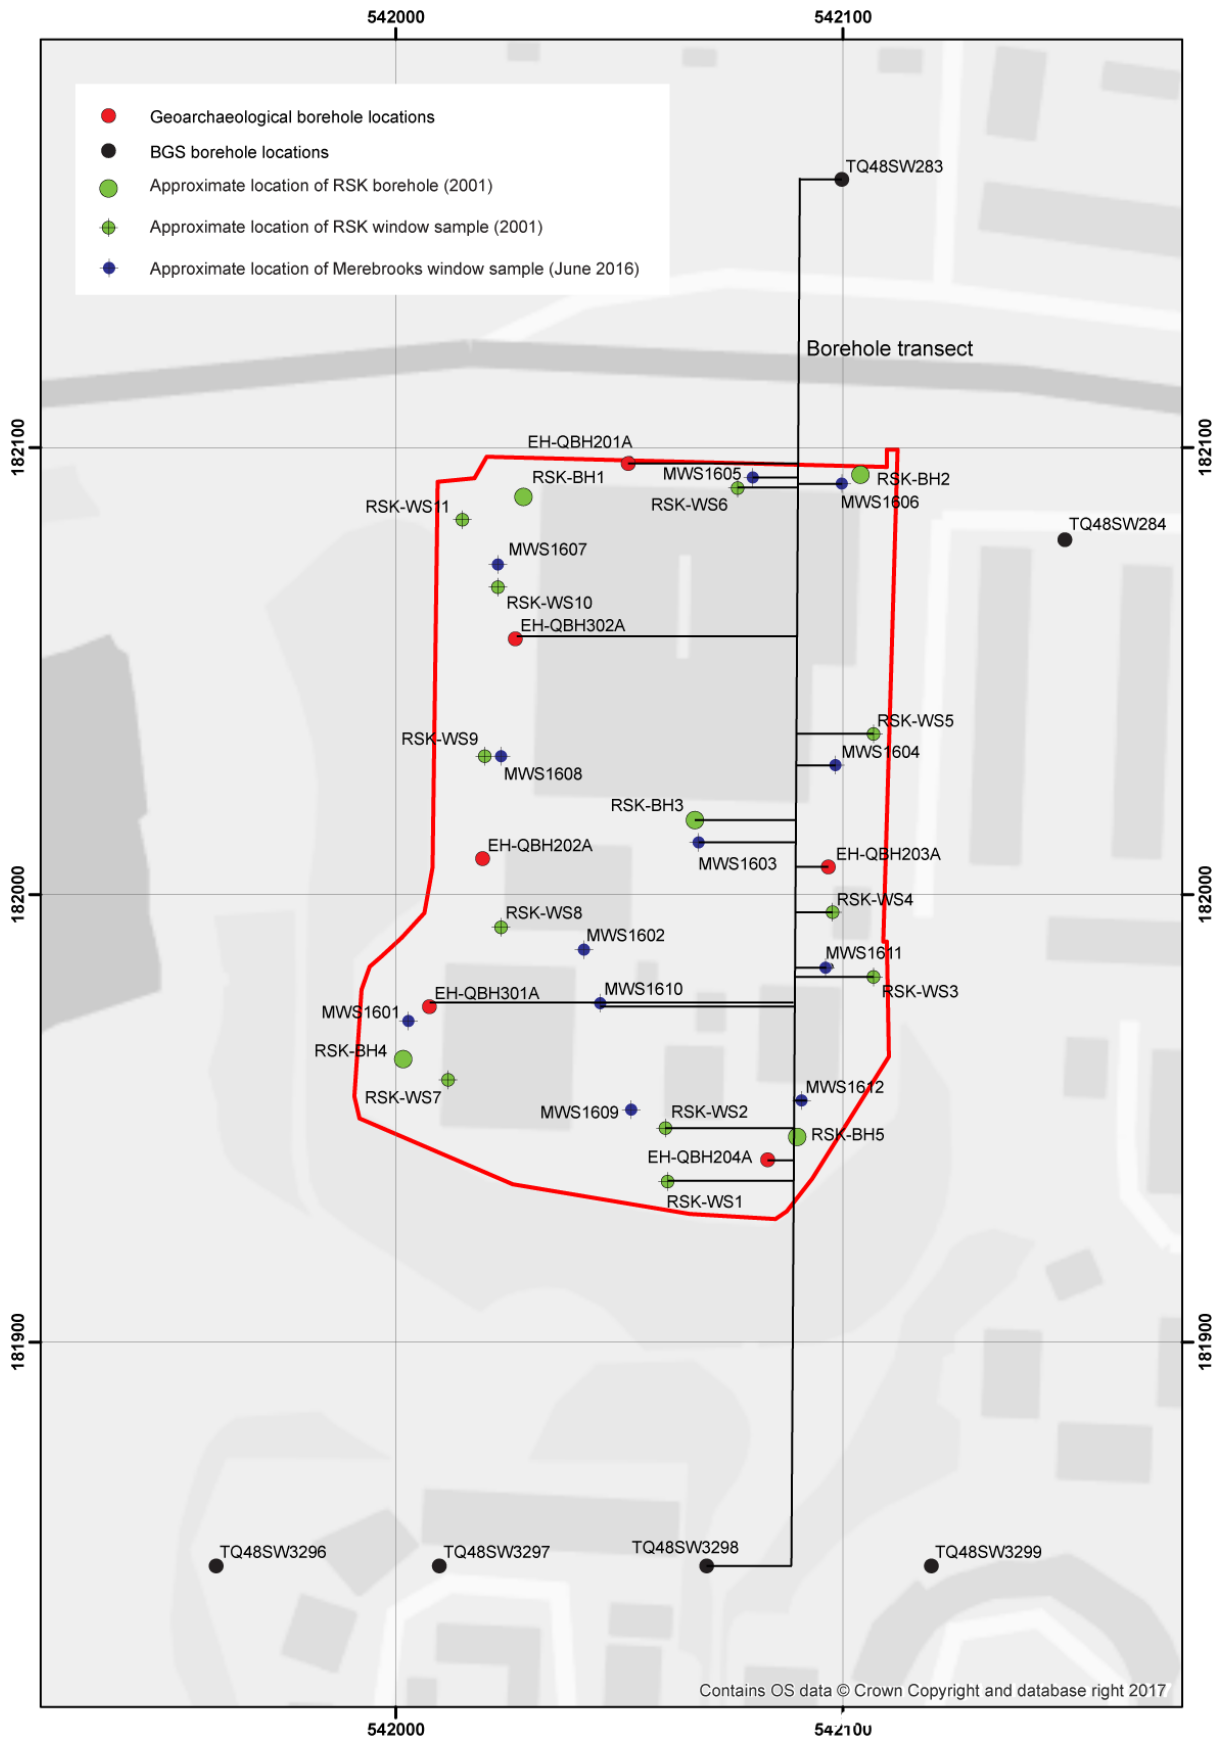 542000
542100
Geoarchaeological borehole locations
BGS borehole locations
Approximate location of RSK borehole (2001)
Approximate location of RSK window sample (2001)
Approximate location of Merebrooks window sample (June 2016)
TQ48SW283
Borehole transect
182100
182100
EH-QBH201A
RSK-BH1
MWS1605
RSK-BH2
RSK-WS6
MWS1606
RSK-WS11
TQ48SW284
MWS1607
RSK-WS10
EH-QBH302A
RSK-WS5
RSK-WS9
MWS1604
MWS1608
RSK-BH3
EH-QBH202A
MWS1603
EH-QBH203A
182000
182000
RSK-WS4
RSK-WS8
MWS1602
MWS1611
EH-QBH301A
MWS1610
RSK-WS3
MWS1601
RSK-BH4
RSK-WS7
MWS1612
MWS1609
RSK-WS2
RSK-BH5
EH-QBH204A
RSK-WS1
181900
181900
TQ48SW3296
TQ48SW3297
TQ48SW3298
TQ48SW3299
Contains OS data © Crown Copyright and database right 2017
542000
542100